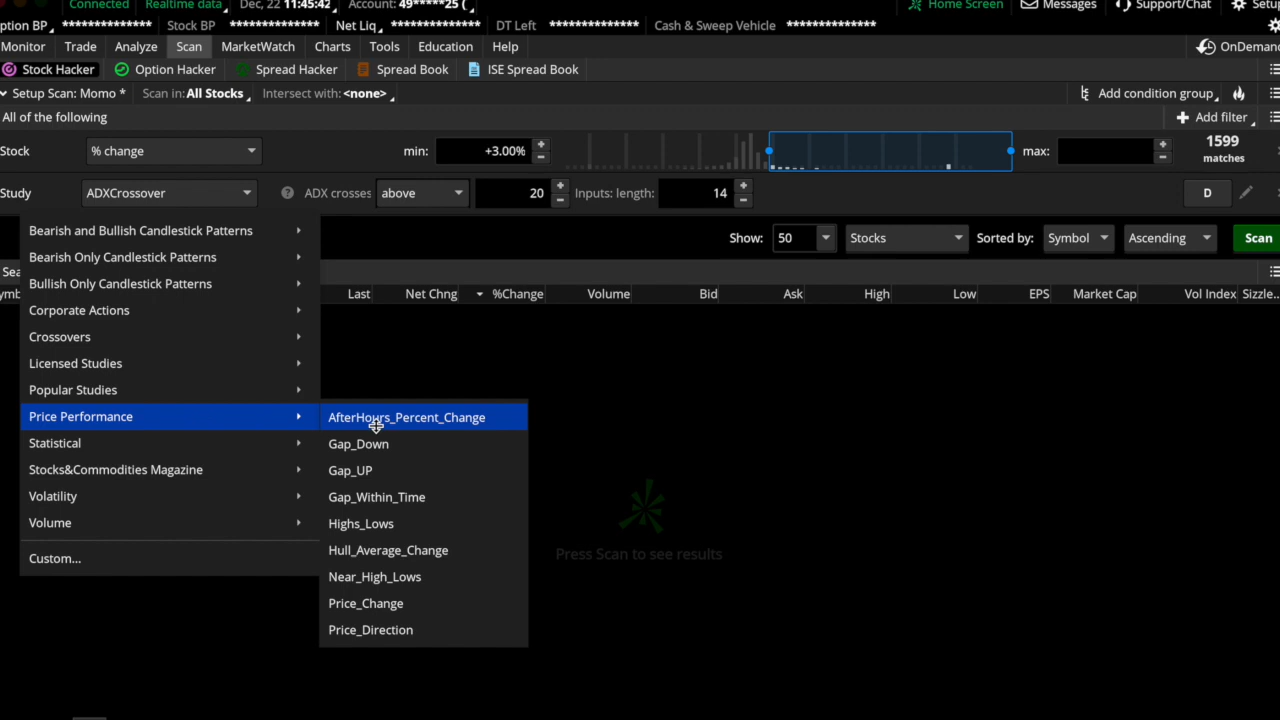 Connected Realtime data Dec, 22 11:45:42 Account: 49*****25 ( Home Screen Messages Support/Chat Setu
ption BP ************** Stock BP ************** Net Liq ************** DT Left ************** Cash & Sweep Vehicle **************
Monitor Trade Analyze Scan MarketWatch Charts Tools Education Help OnDemand
Stock Hacker Option Hacker Spread Hacker Spread Book ISE Spread Book
Setup Scan: Momo * Scan in: All Stocks Intersect with: <none> Add condition group
All of the following Add filter
Stock % change min: +3.00% max: 1599
matches
Study ADXCrossover ? ADX crosses above 20 Inputs: length: 14 D
Bearish and Bullish Candlestick Patterns
Show: 50 Stocks Sorted by: Symbol Ascending Scan
Bearish Only Candlestick Patterns
Sea
Bullish Only Candlestick Patterns
ymb Last Net Chng %Change Volume Bid Ask High Low EPS Market Cap Vol Index Sizzle...
Corporate Actions
Crossovers
Licensed Studies
Popular Studies
Price Performance AfterHours_Percent_Change
Statistical Gap_Down
Stocks&Commodities Magazine Gap_UP
Volatility Gap_Within_Time
Volume Highs_Lows
Hull_Average_Change
Press Scan to see results
Custom...
Near_High_Lows
Price_Change
Price_Direction